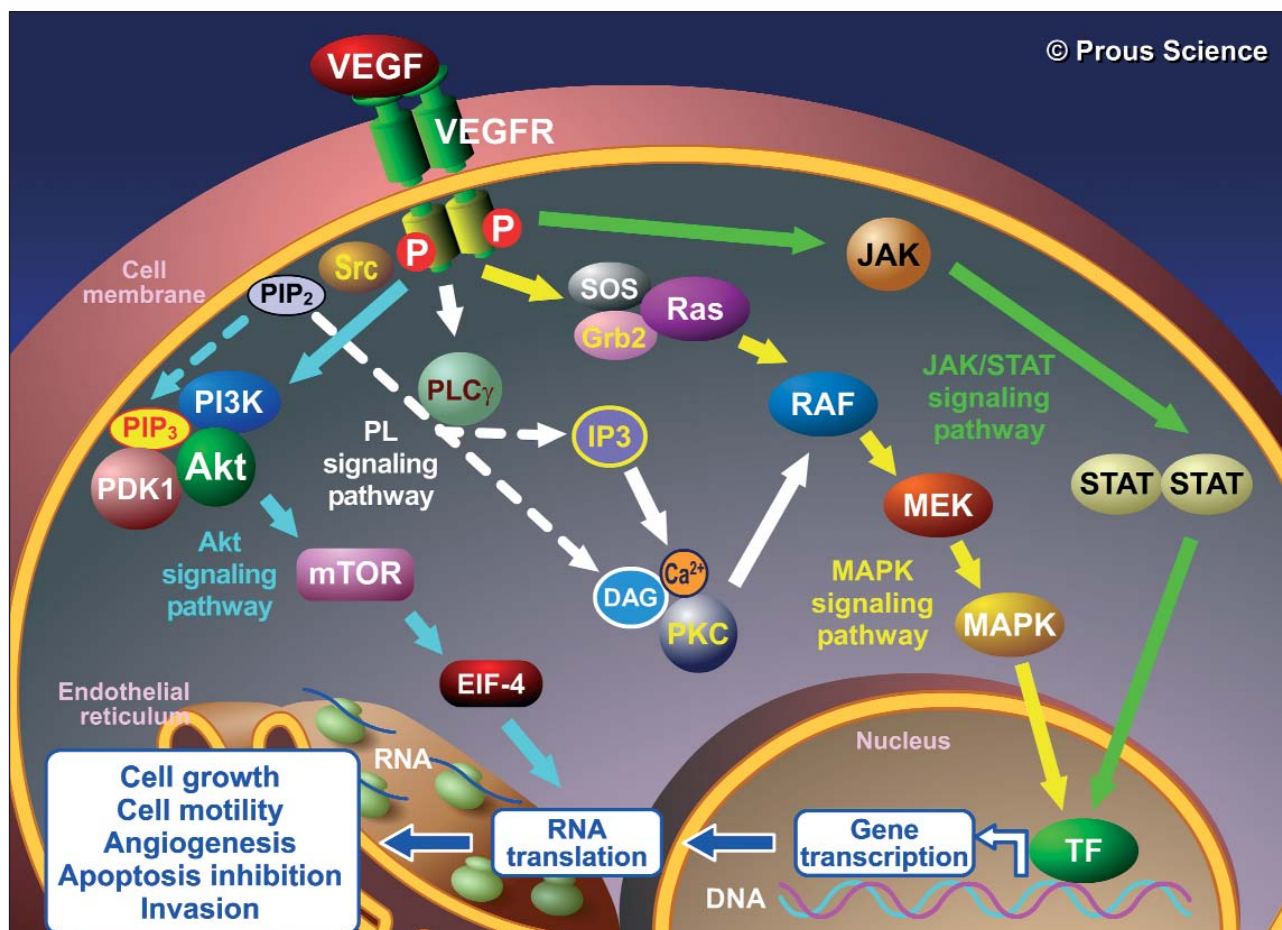 © Prous Science
VEGF
VEGFR
P
P
Cell
membrane
Src
PIP₂
SOS
Grb2
Ras
JAK
PI3K
PIP₃
PDK1
Akt
PLCγ
PL
signaling
pathway
IP3
RAF
JAK/STAT
signaling
pathway
STAT
STAT
MEK
Akt
signaling
pathway
mTOR
DAG
Ca²⁺
PKC
MAPK
signaling
pathway
MAPK
EIF-4
Endothelial
reticulum
RNA
Nucleus
Cell growth
Cell motility
Angiogenesis
Apoptosis inhibition
Invasion
RNA
translation
Gene
transcription
TF
DNA